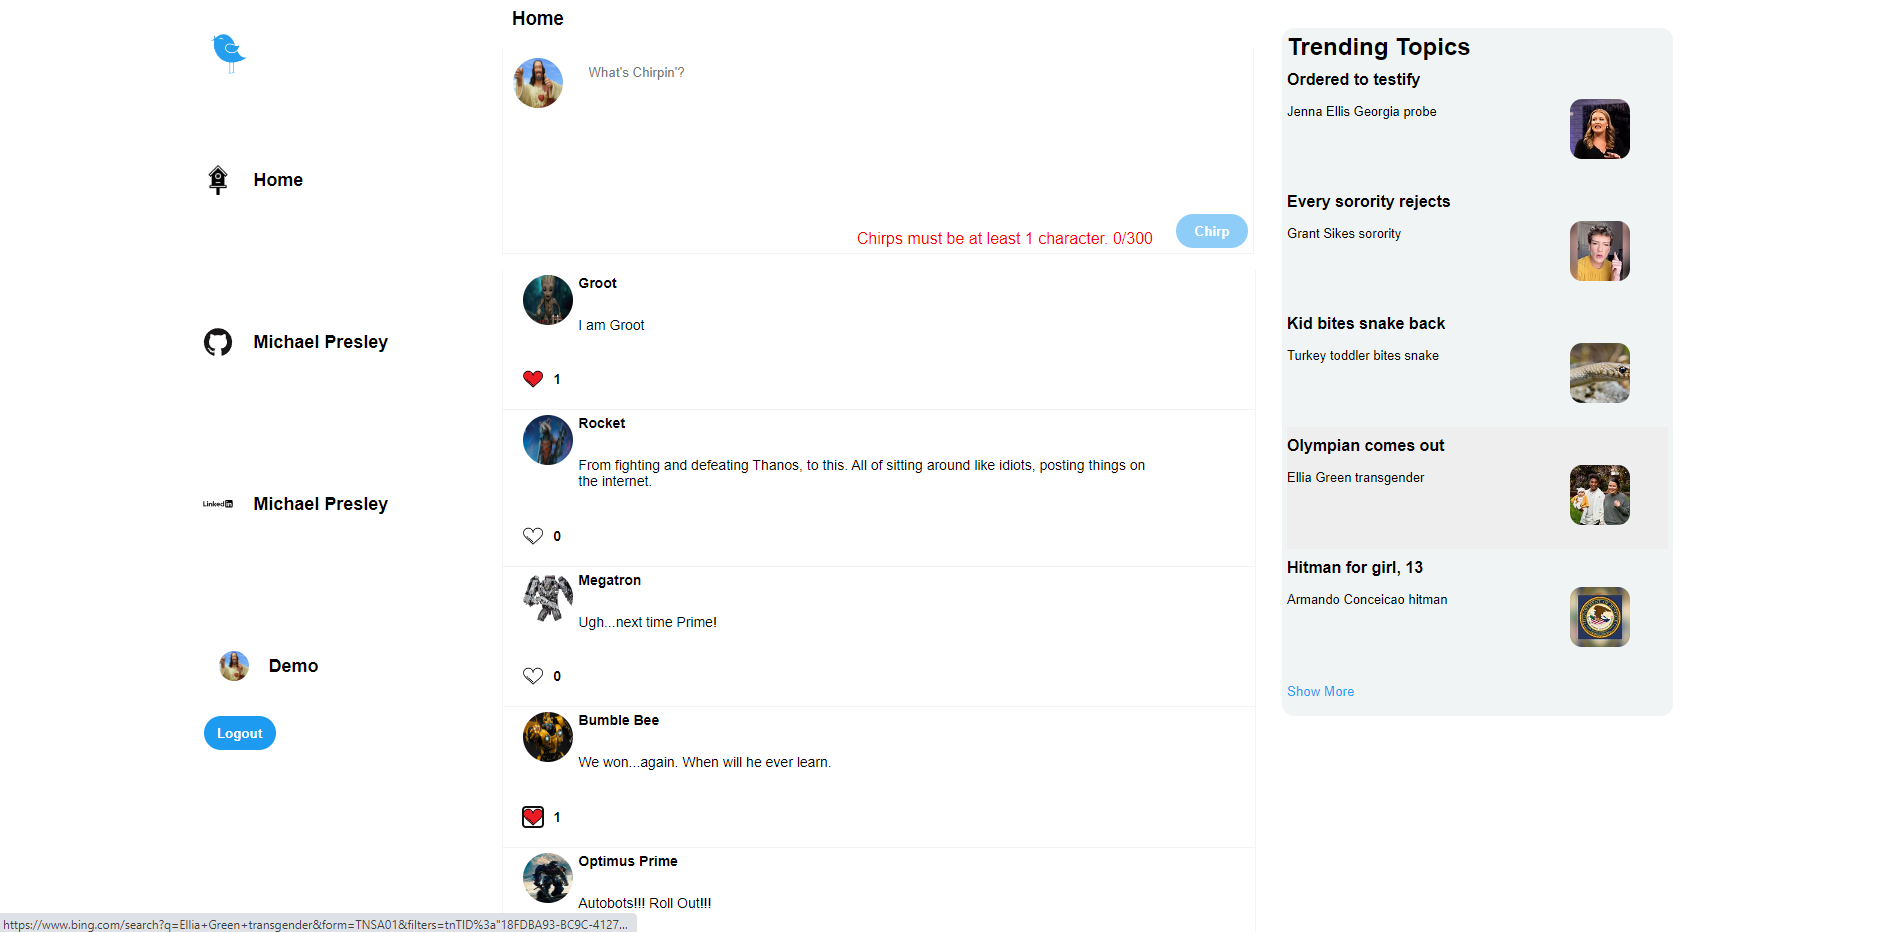 Home
Home
Michael Presley
LinkedIn
Michael Presley
Demo
Logout
What's Chirpin'?
Chirps must be at least 1 character. 0/300
Chirp
Groot
I am Groot
1
Rocket
From fighting and defeating Thanos, to this. All of sitting around like idiots, posting things on
the internet.
0
Megatron
Ugh...next time Prime!
0
Bumble Bee
We won...again. When will he ever learn.
1
Optimus Prime
Autobots!!! Roll Out!!!
Trending Topics
Ordered to testify
Jenna Ellis Georgia probe
Every sorority rejects
Grant Sikes sorority
Kid bites snake back
Turkey toddler bites snake
Olympian comes out
Ellia Green transgender
Hitman for girl, 13
Armando Conceicao hitman
Show More
https://www.bing.com/search?q=Ellia+Green+transgender&form=TNSA01&filters=tnTID%3a"18FDBA93-BC9C-4127...